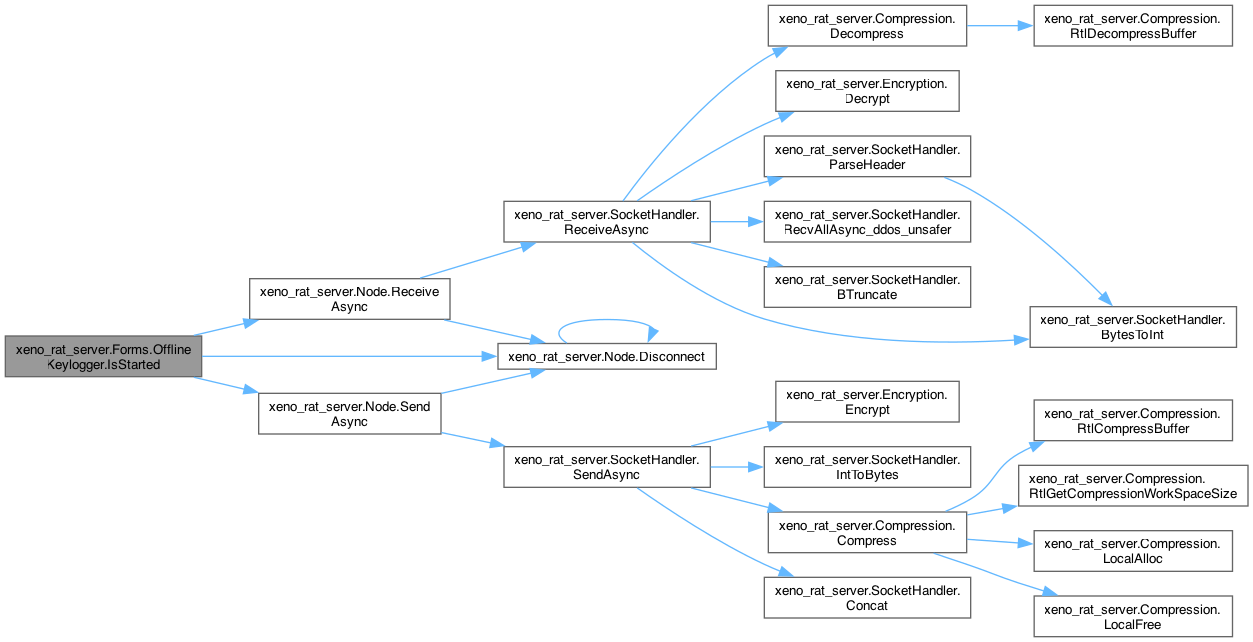 xeno_rat_server.Forms.Offline
Keylogger.IsStarted
xeno_rat_server.Node.Receive
Async
xeno_rat_server.Node.Send
Async
xeno_rat_server.Node.Disconnect
xeno_rat_server.SocketHandler.
ReceiveAsync
xeno_rat_server.SocketHandler.
SendAsync
xeno_rat_server.Compression.
Decompress
xeno_rat_server.Encryption.
Decrypt
xeno_rat_server.SocketHandler.
ParseHeader
xeno_rat_server.SocketHandler.
RecvAllAsync_ddos_unsafer
xeno_rat_server.SocketHandler.
BTruncate
xeno_rat_server.Encryption.
Encrypt
xeno_rat_server.SocketHandler.
IntToBytes
xeno_rat_server.Compression.
Compress
xeno_rat_server.SocketHandler.
Concat
xeno_rat_server.Compression.
RtlDecompressBuffer
xeno_rat_server.SocketHandler.
BytesToInt
xeno_rat_server.Compression.
RtlCompressBuffer
xeno_rat_server.Compression.
RtlGetCompressionWorkSpaceSize
xeno_rat_server.Compression.
LocalAlloc
xeno_rat_server.Compression.
LocalFree